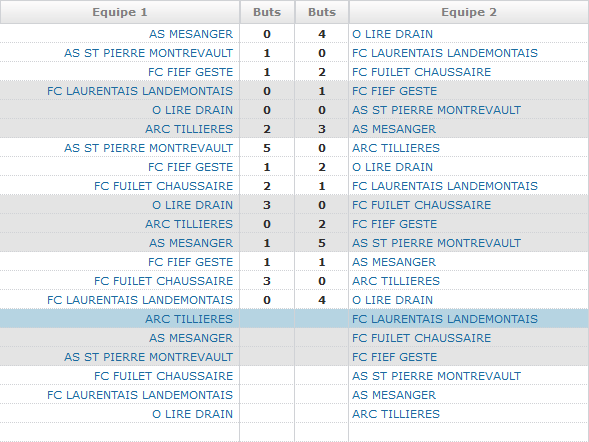 Equipe 1 Buts Buts Equipe 2
AS MESANGER 0 4 O LIRE DRAIN
AS ST PIERRE MONTREVAULT 1 0 FC LAURENTAIS LANDEMONTAIS
FC FIEF GESTE 1 2 FC FUILET CHAUSSAIRE
FC LAURENTAIS LANDEMONTAIS 0 1 FC FIEF GESTE
O LIRE DRAIN 0 0 AS ST PIERRE MONTREVAULT
ARC TILLIERES 2 3 AS MESANGER
AS ST PIERRE MONTREVAULT 5 0 ARC TILLIERES
FC FIEF GESTE 1 2 O LIRE DRAIN
FC FUILET CHAUSSAIRE 2 1 FC LAURENTAIS LANDEMONTAIS
O LIRE DRAIN 3 0 FC FUILET CHAUSSAIRE
ARC TILLIERES 0 2 FC FIEF GESTE
AS MESANGER 1 5 AS ST PIERRE MONTREVAULT
FC FIEF GESTE 1 1 AS MESANGER
FC FUILET CHAUSSAIRE 3 0 ARC TILLIERES
FC LAURENTAIS LANDEMONTAIS 0 4 O LIRE DRAIN
ARC TILLIERES FC LAURENTAIS LANDEMONTAIS
AS MESANGER FC FUILET CHAUSSAIRE
AS ST PIERRE MONTREVAULT FC FIEF GESTE
FC FUILET CHAUSSAIRE AS ST PIERRE MONTREVAULT
FC LAURENTAIS LANDEMONTAIS AS MESANGER
O LIRE DRAIN ARC TILLIERES